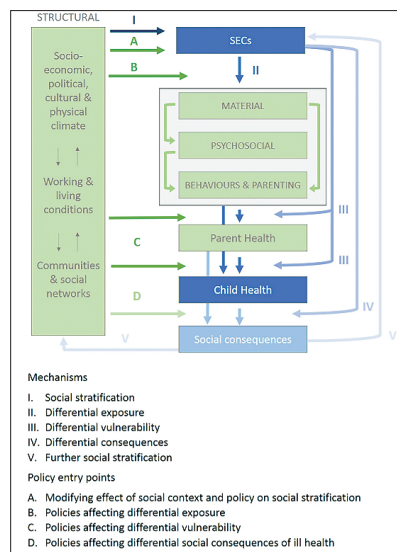 STRUCTURAL
I
A
B
SECs
Socio-
economic,
political,
cultural &
physical
climate
II
MATERIAL
PSYCHOSOCIAL
BEHAVIOURS & PARENTING
Working &
living
conditions
III
C
Parent Health
III
Communities
& social
networks
Child Health
D
IV
V
Social consequences
V
Mechanisms
I. Social stratification
II. Differential exposure
III. Differential vulnerability
IV. Differential consequences
V. Further social stratification
Policy entry points
A. Modifying effect of social context and policy on social stratification
B. Policies affecting differential exposure
C. Policies affecting differential vulnerability
D. Policies affecting differential social consequences of ill health